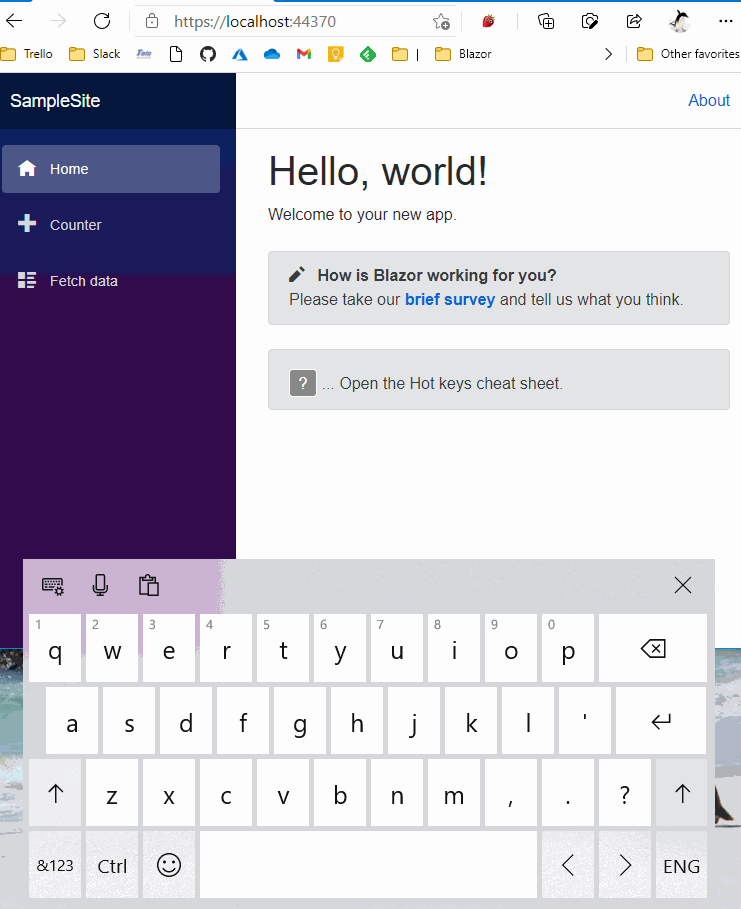 https://localhost:44370
Trello Slack | Blazor Other favorites
SampleSite
About
Home
Counter
Fetch data
Hello, world!
Welcome to your new app.
How is Blazor working for you?
Please take our brief survey and tell us what you think.
? ... Open the Hot keys cheat sheet.
1 2 3 4 5 6 7 8 9 0
q w e r t y u i o p
a s d f g h j k l '
z x c v b n m , . ?
&123 Ctrl ENG